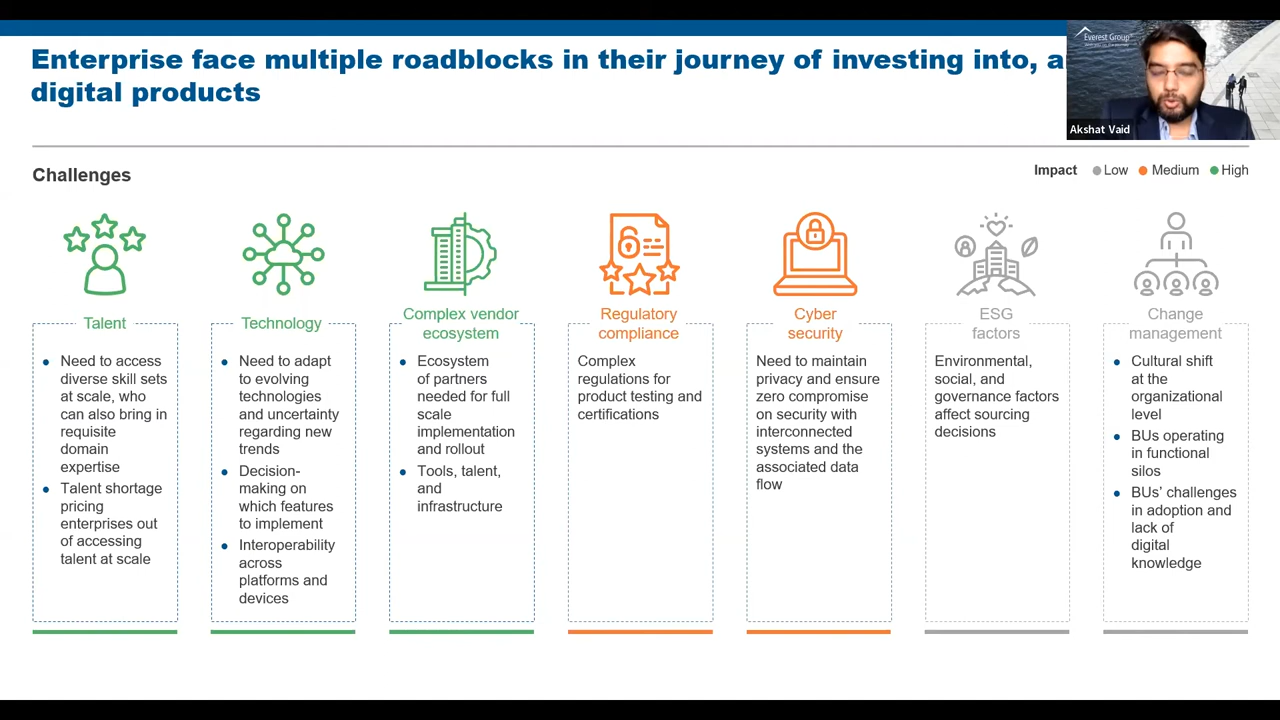 Enterprise face multiple roadblocks in their journey of investing into, a
digital products
Everest Group
Akshat Vaid
Challenges
Impact Low Medium High
Talent
Need to access
diverse skill sets
at scale, who
can also bring in
requisite
domain
expertise
Talent shortage
pricing
enterprises out
of accessing
talent at scale
Technology
Need to adapt
to evolving
technologies
and uncertainty
regarding new
trends
Decision-
making on
which features
to implement
Interoperability
across
platforms and
devices
Complex vendor
ecosystem
Ecosystem
of partners
needed for full
scale
implementation
and rollout
Tools, talent,
and
infrastructure
Regulatory
compliance
Complex
regulations for
product testing and
certifications
Cyber
security
Need to maintain
privacy and ensure
zero compromise
on security with
interconnected
systems and the
associated data
flow
ESG
factors
Environmental,
social, and
governance factors
affect sourcing
decisions
Change
management
Cultural shift
at the
organizational
level
BUs operating
in functional
silos
BUs' challenges
in adoption and
lack of
digital
knowledge